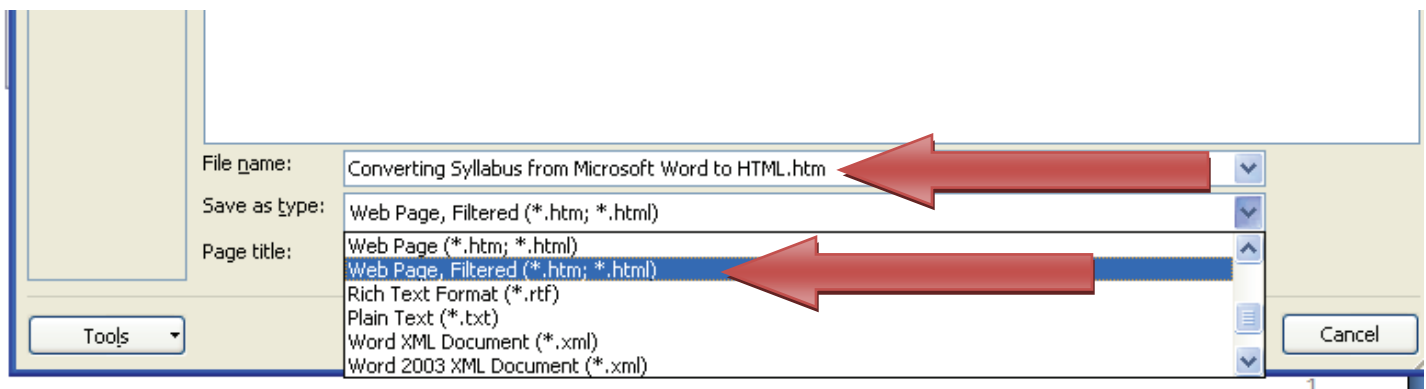 File name:
Converting Syllabus from Microsoft Word to HTML.htm
Save as type:
Web Page, Filtered (*.htm; *.html)
Page title:
Web Page (*.htm; *.html)
Web Page, Filtered (*.htm; *.html)
Rich Text Format (*.rtf)
Plain Text (*.txt)
Word XML Document (*.xml)
Word 2003 XML Document (*.xml)
Tools
Cancel
1